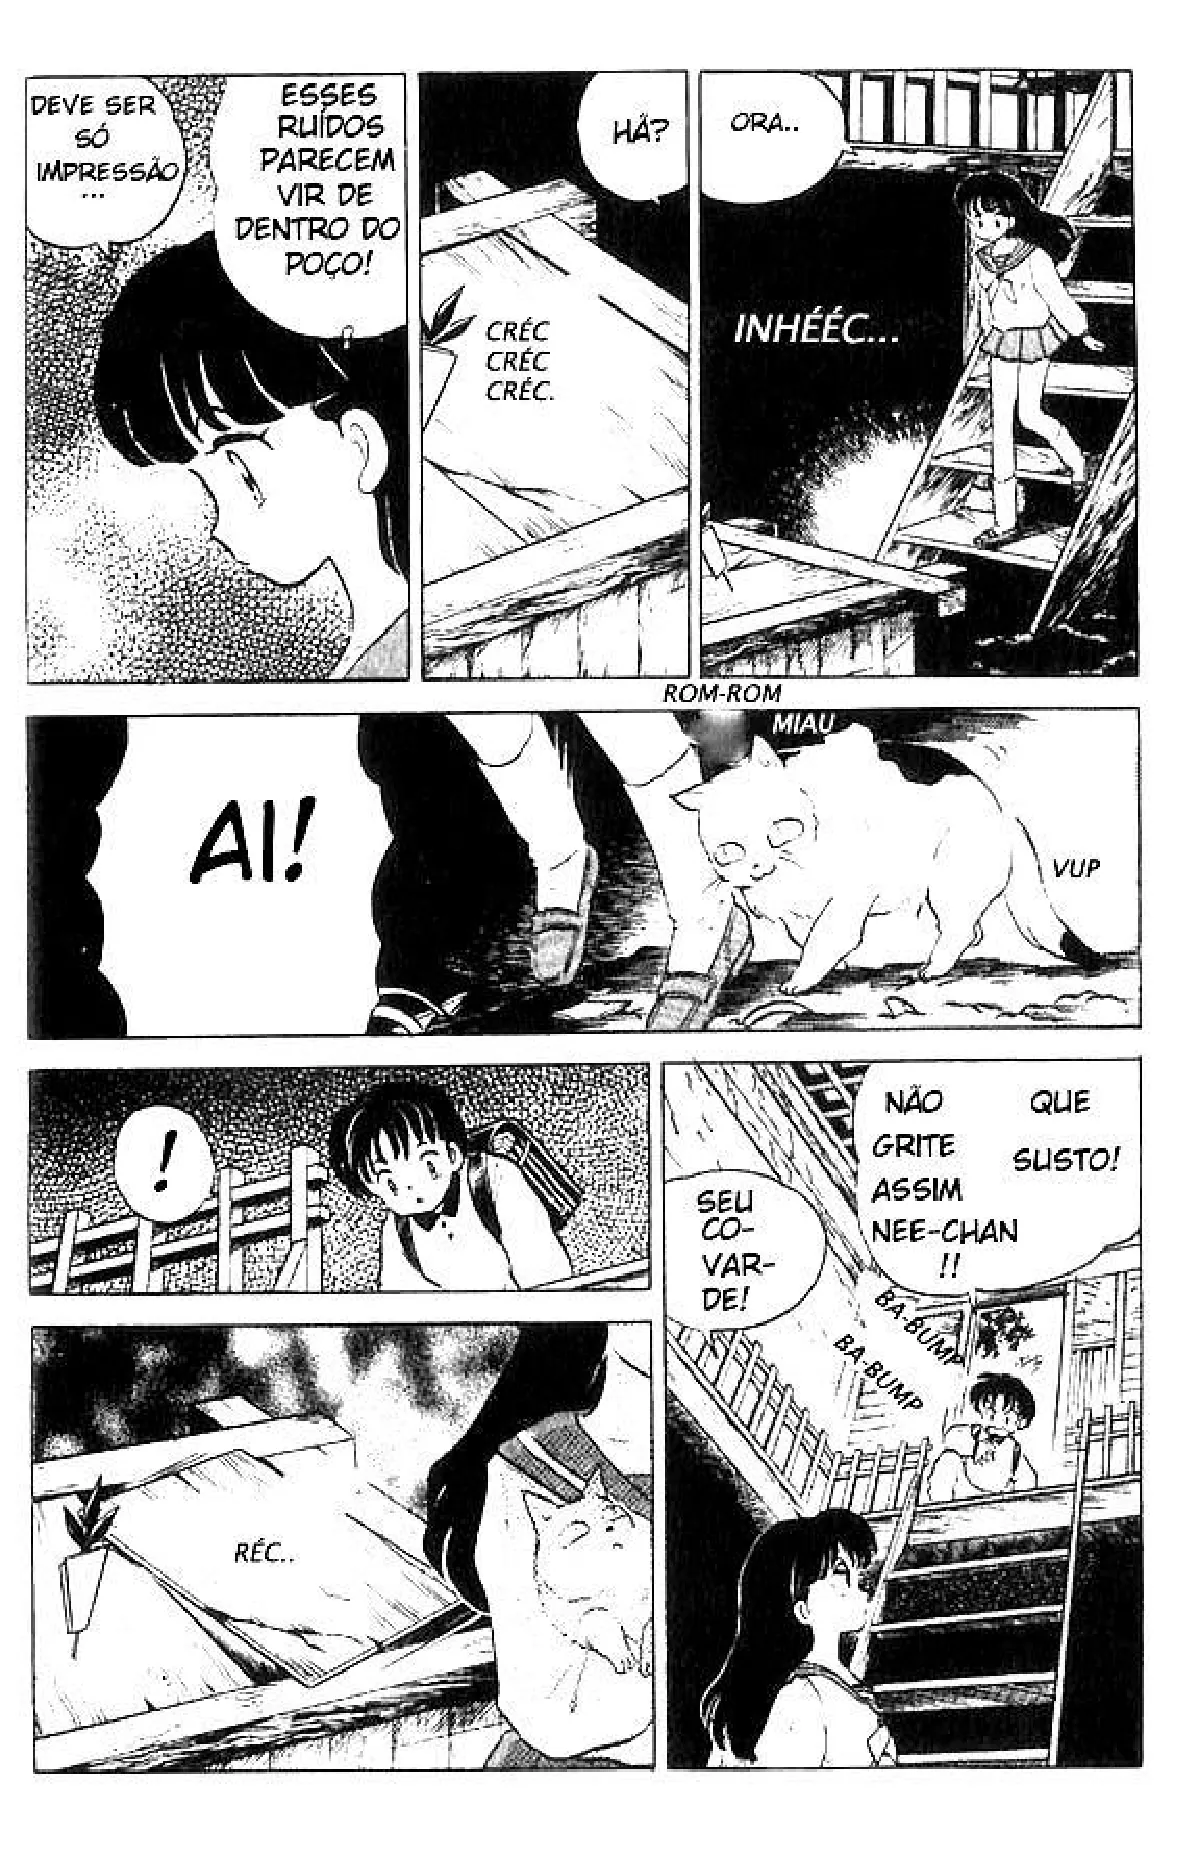 ORA..
INHÉÉC...
HÃ?
CRÉC
CRÉC
CRÉC.
ESSES
RUÍDOS
PARECEM
VIR DE
DENTRO DO
POÇO!
DEVE SER
SÓ
IMPRESSÃO
...
ROM-ROM
MIAU
VUP
AI!
QUE
SUSTO!
NÃO
GRITE
ASSIM
NEE-CHAN
!!
BA-BUMP
BA-BUMP
SEU
CO-
VAR-
DE!
!
RÉC..